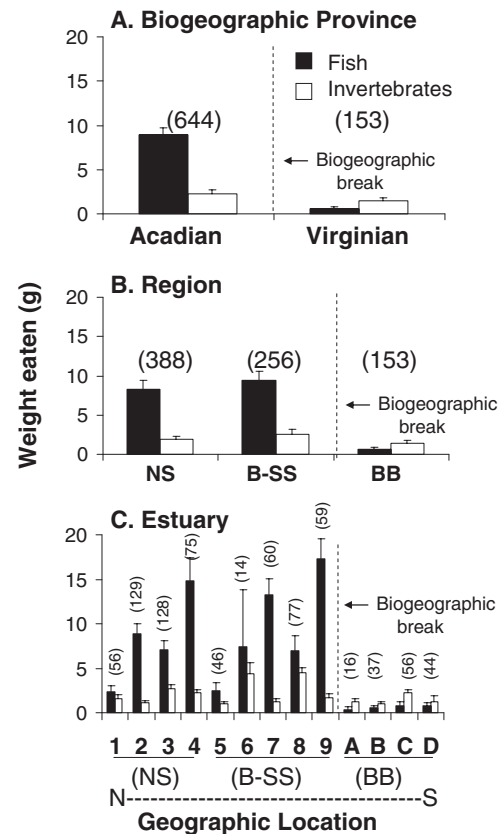 A. Biogeographic Province
20
15
10
5
0
Fish
Invertebrates
(644)
(153)
Biogeographic
break
Acadian
Virginian
Weight eaten (g)
B. Region
20
15
10
5
0
(388)
(256)
(153)
Biogeographic
break
NS
B-SS
BB
C. Estuary
20
15
10
5
0
(56)
(129)
(128)
(75)
(46)
(14)
(60)
(77)
(59)
(16)
(37)
(56)
(44)
Biogeographic
break
1 2 3 4 5 6 7 8 9 A B C D
(NS) (B-SS) (BB)
N------------------------------------S
Geographic Location